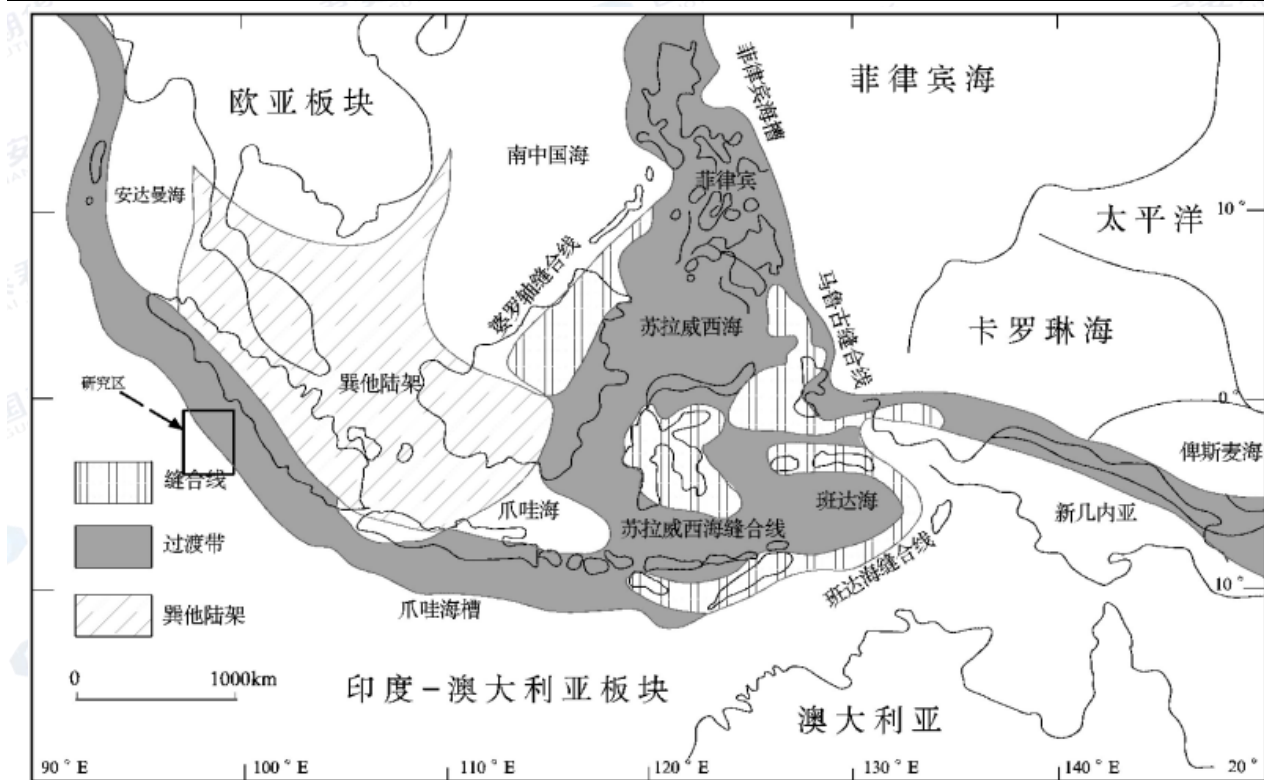 菲律宾海槽
菲律宾海
欧亚板块
南中国海
菲律宾
安达曼海
太平洋
10°
婆罗轴缝合线
马鲁古缝合线
苏拉威西海
卡罗琳海
研究区
巽他陆架
0°
缝合线
俾斯麦海
爪哇海
班达海
新几内亚
过渡带
苏拉威西海缝合线
班达海缝合线
10°
巽他陆架
爪哇海槽
0
1000km
印度-澳大利亚板块
澳大利亚
90°E
100°E
110°E
120°E
130°E
140°E
20°